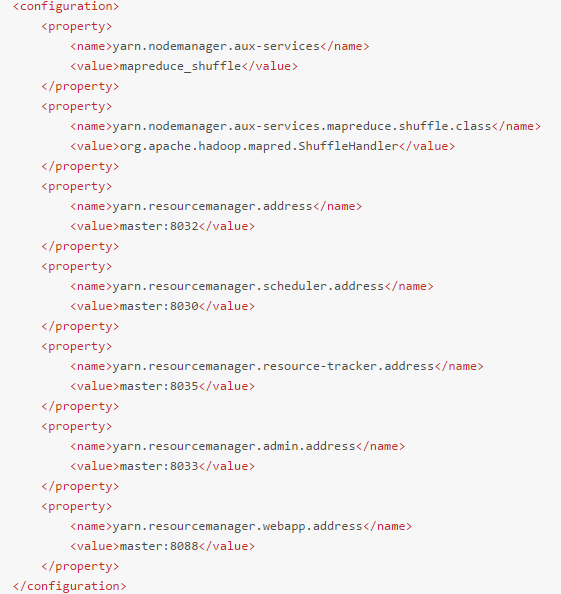 <configuration>
    <property>
        <name>yarn.nodemanager.aux-services</name>
        <value>mapreduce_shuffle</value>
    </property>
    <property>
        <name>yarn.nodemanager.aux-services.mapreduce.shuffle.class</name>
        <value>org.apache.hadoop.mapred.ShuffleHandler</value>
    </property>
    <property>
        <name>yarn.resourcemanager.address</name>
        <value>master:8032</value>
    </property>
    <property>
        <name>yarn.resourcemanager.scheduler.address</name>
        <value>master:8030</value>
    </property>
    <property>
        <name>yarn.resourcemanager.resource-tracker.address</name>
        <value>master:8035</value>
    </property>
    <property>
        <name>yarn.resourcemanager.admin.address</name>
        <value>master:8033</value>
    </property>
    <property>
        <name>yarn.resourcemanager.webapp.address</name>
        <value>master:8088</value>
    </property>
</configuration>